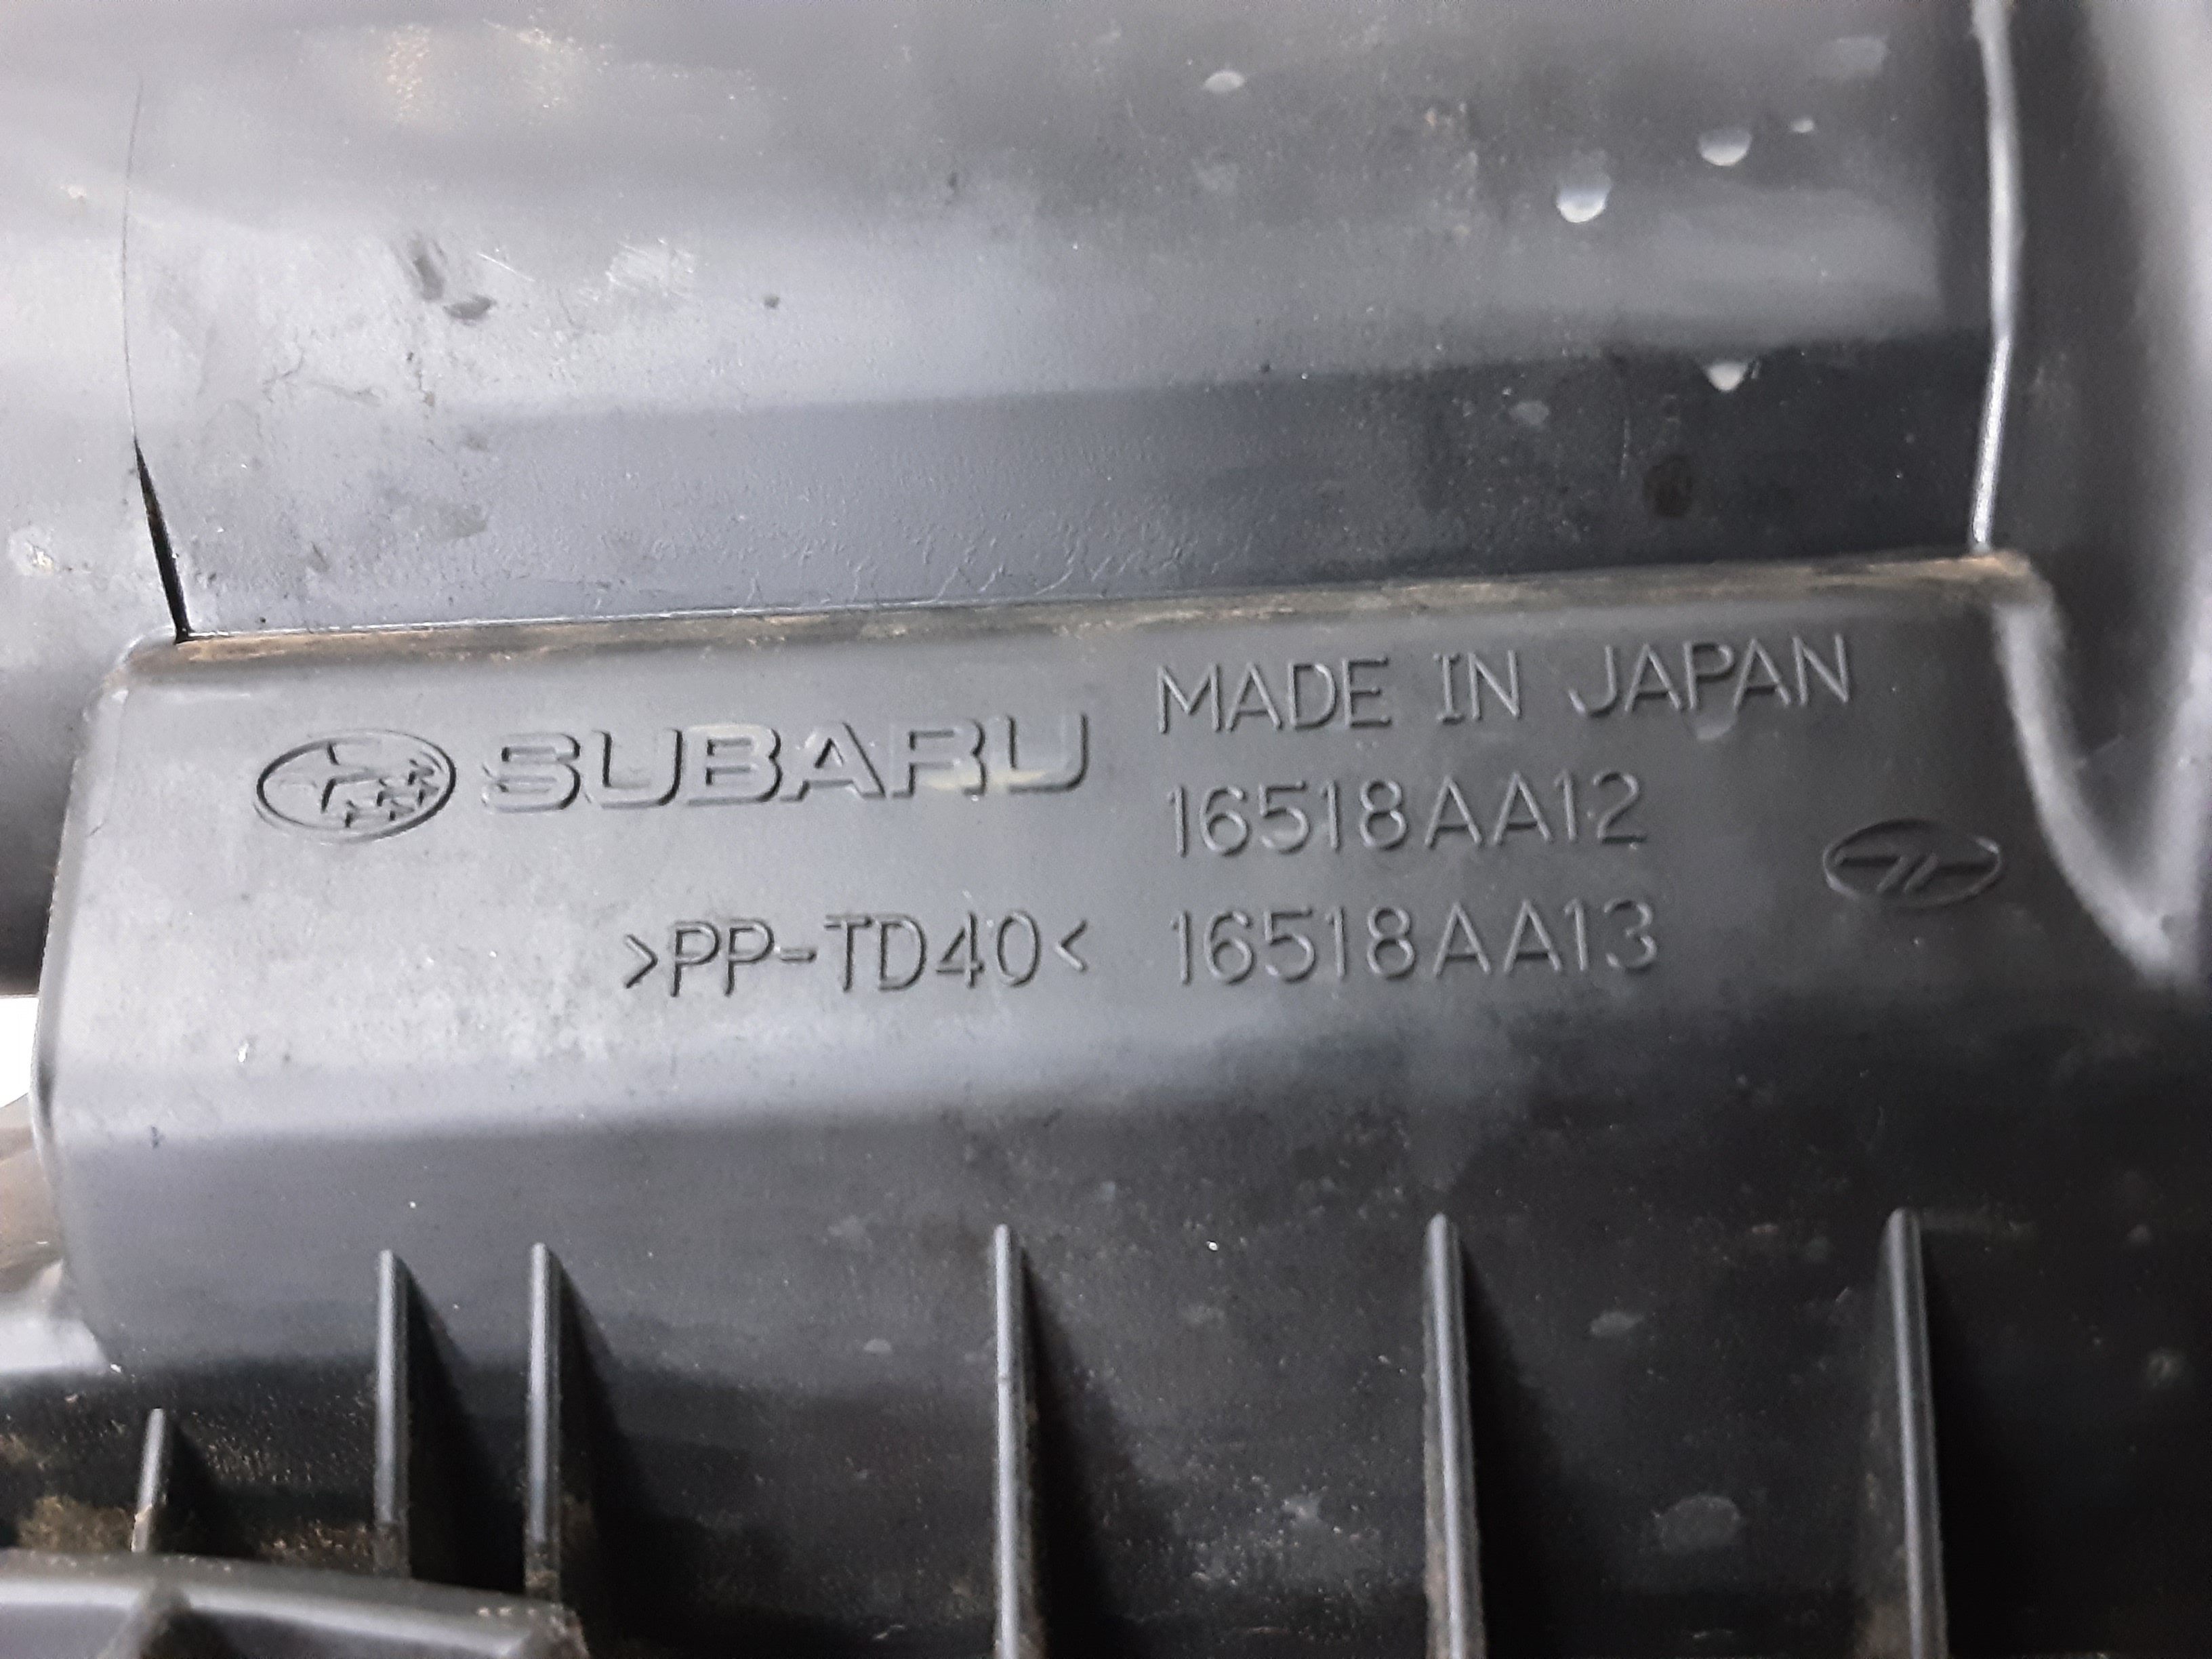 SUBARU
MADE IN JAPAN
16518AA12
>PP-TD40<
16518AA13